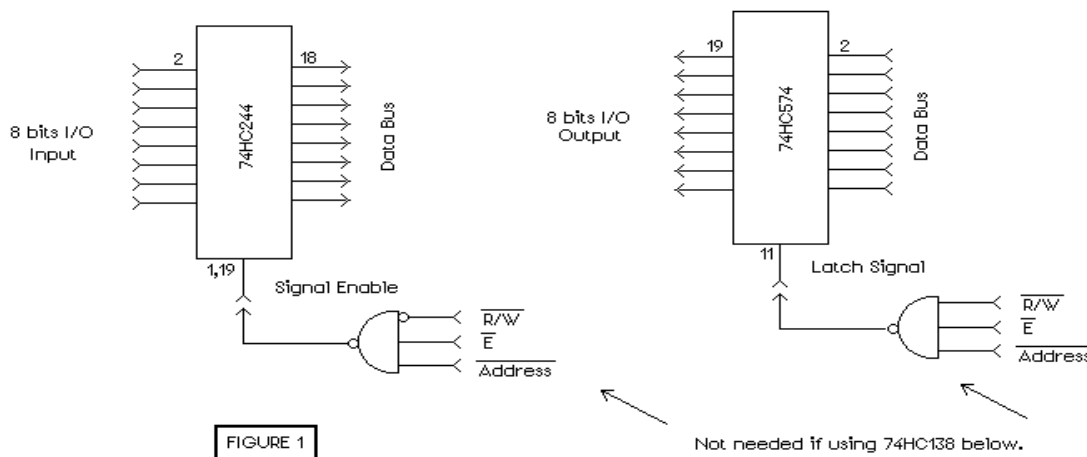 2
18
74HC244
8 bits I/O
Input
Data Bus
1,19
Signal Enable
R/W
E
Address
19
2
74HC574
8 bits I/O
Output
Data Bus
11
Latch Signal
R/W
E
Address
FIGURE 1
Not needed if using 74HC138 below.